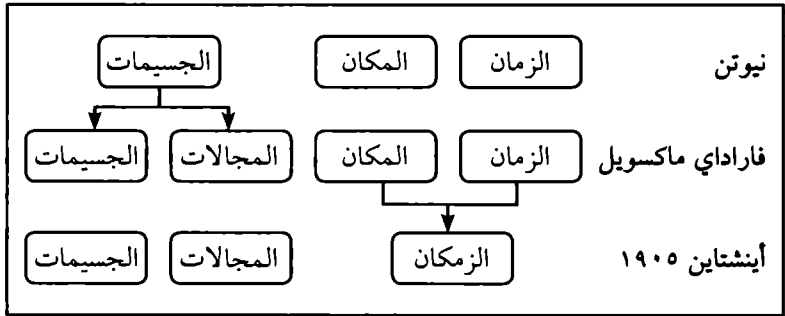 نيوتن الزمان المكان الجسيمات
فاراداي ماكسويل الزمان المكان المجالات الجسيمات
أينشتاين ١٩٠٥ الزمكان المجالات الجسيمات